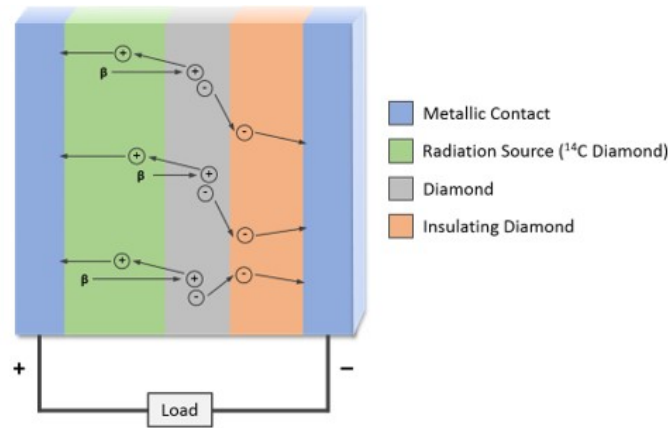 +
β
+
-
-
+
β
+
-
-
+
β
+
-
-
Metallic Contact
Radiation Source (¹⁴C Diamond)
Diamond
Insulating Diamond
+
−
Load